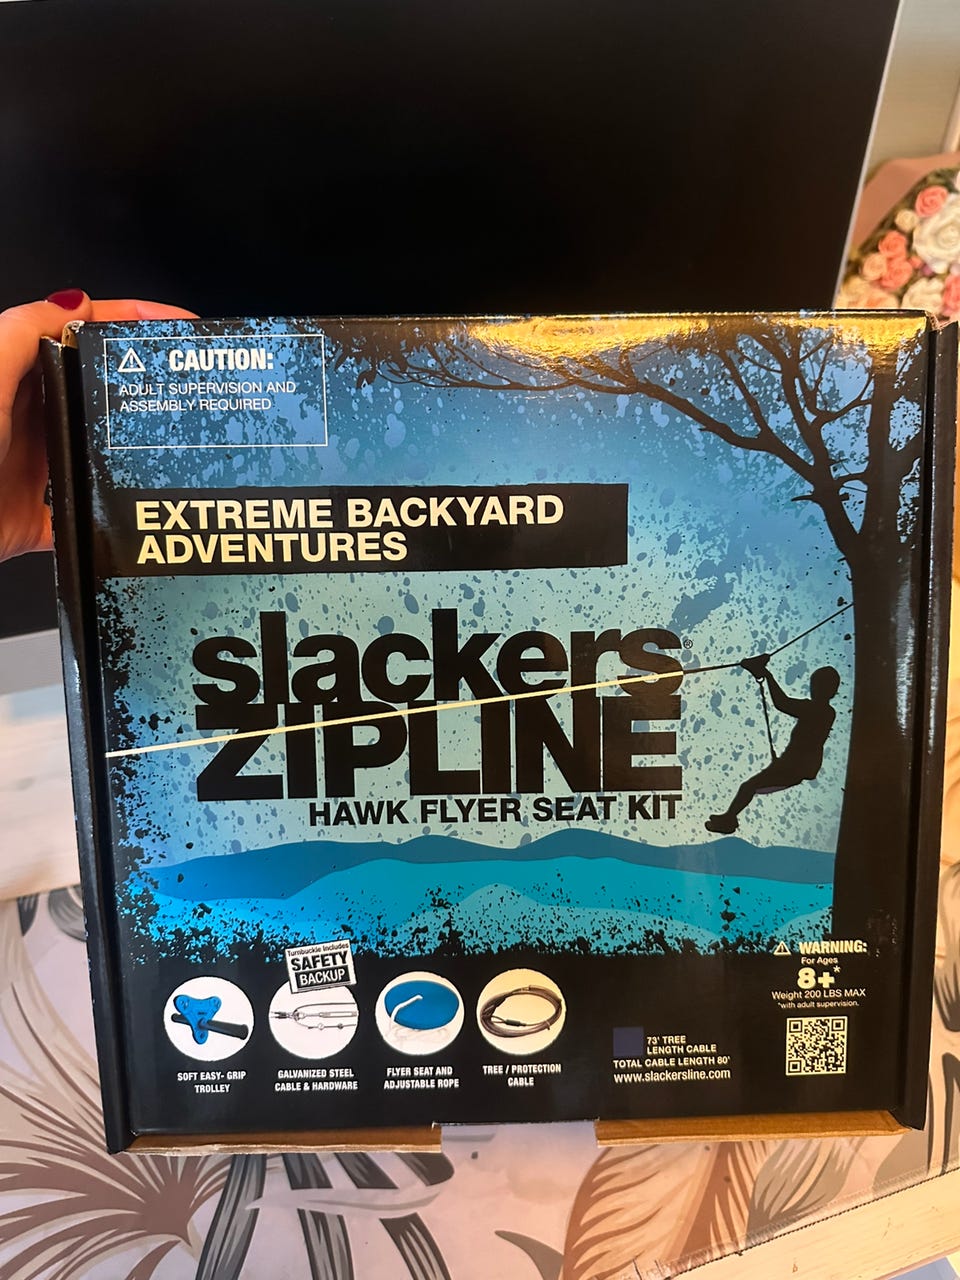 CAUTION:
ADULT SUPERVISION AND
ASSEMBLY REQUIRED
EXTREME BACKYARD
ADVENTURES
slackers®
ZIPLINE
HAWK FLYER SEAT KIT
Turnbuckle Includes
SAFETY
BACKUP
SOFT EASY- GRIP
TROLLEY
GALVANIZED STEEL
CABLE & HARDWARE
FLYER SEAT AND
ADJUSTABLE ROPE
TREE / PROTECTION
CABLE
73' TREE
LENGTH CABLE
TOTAL CABLE LENGTH 80'
www.slackersline.com
WARNING:
For Ages
8+*
Weight 200 LBS MAX
*with adult supervision.